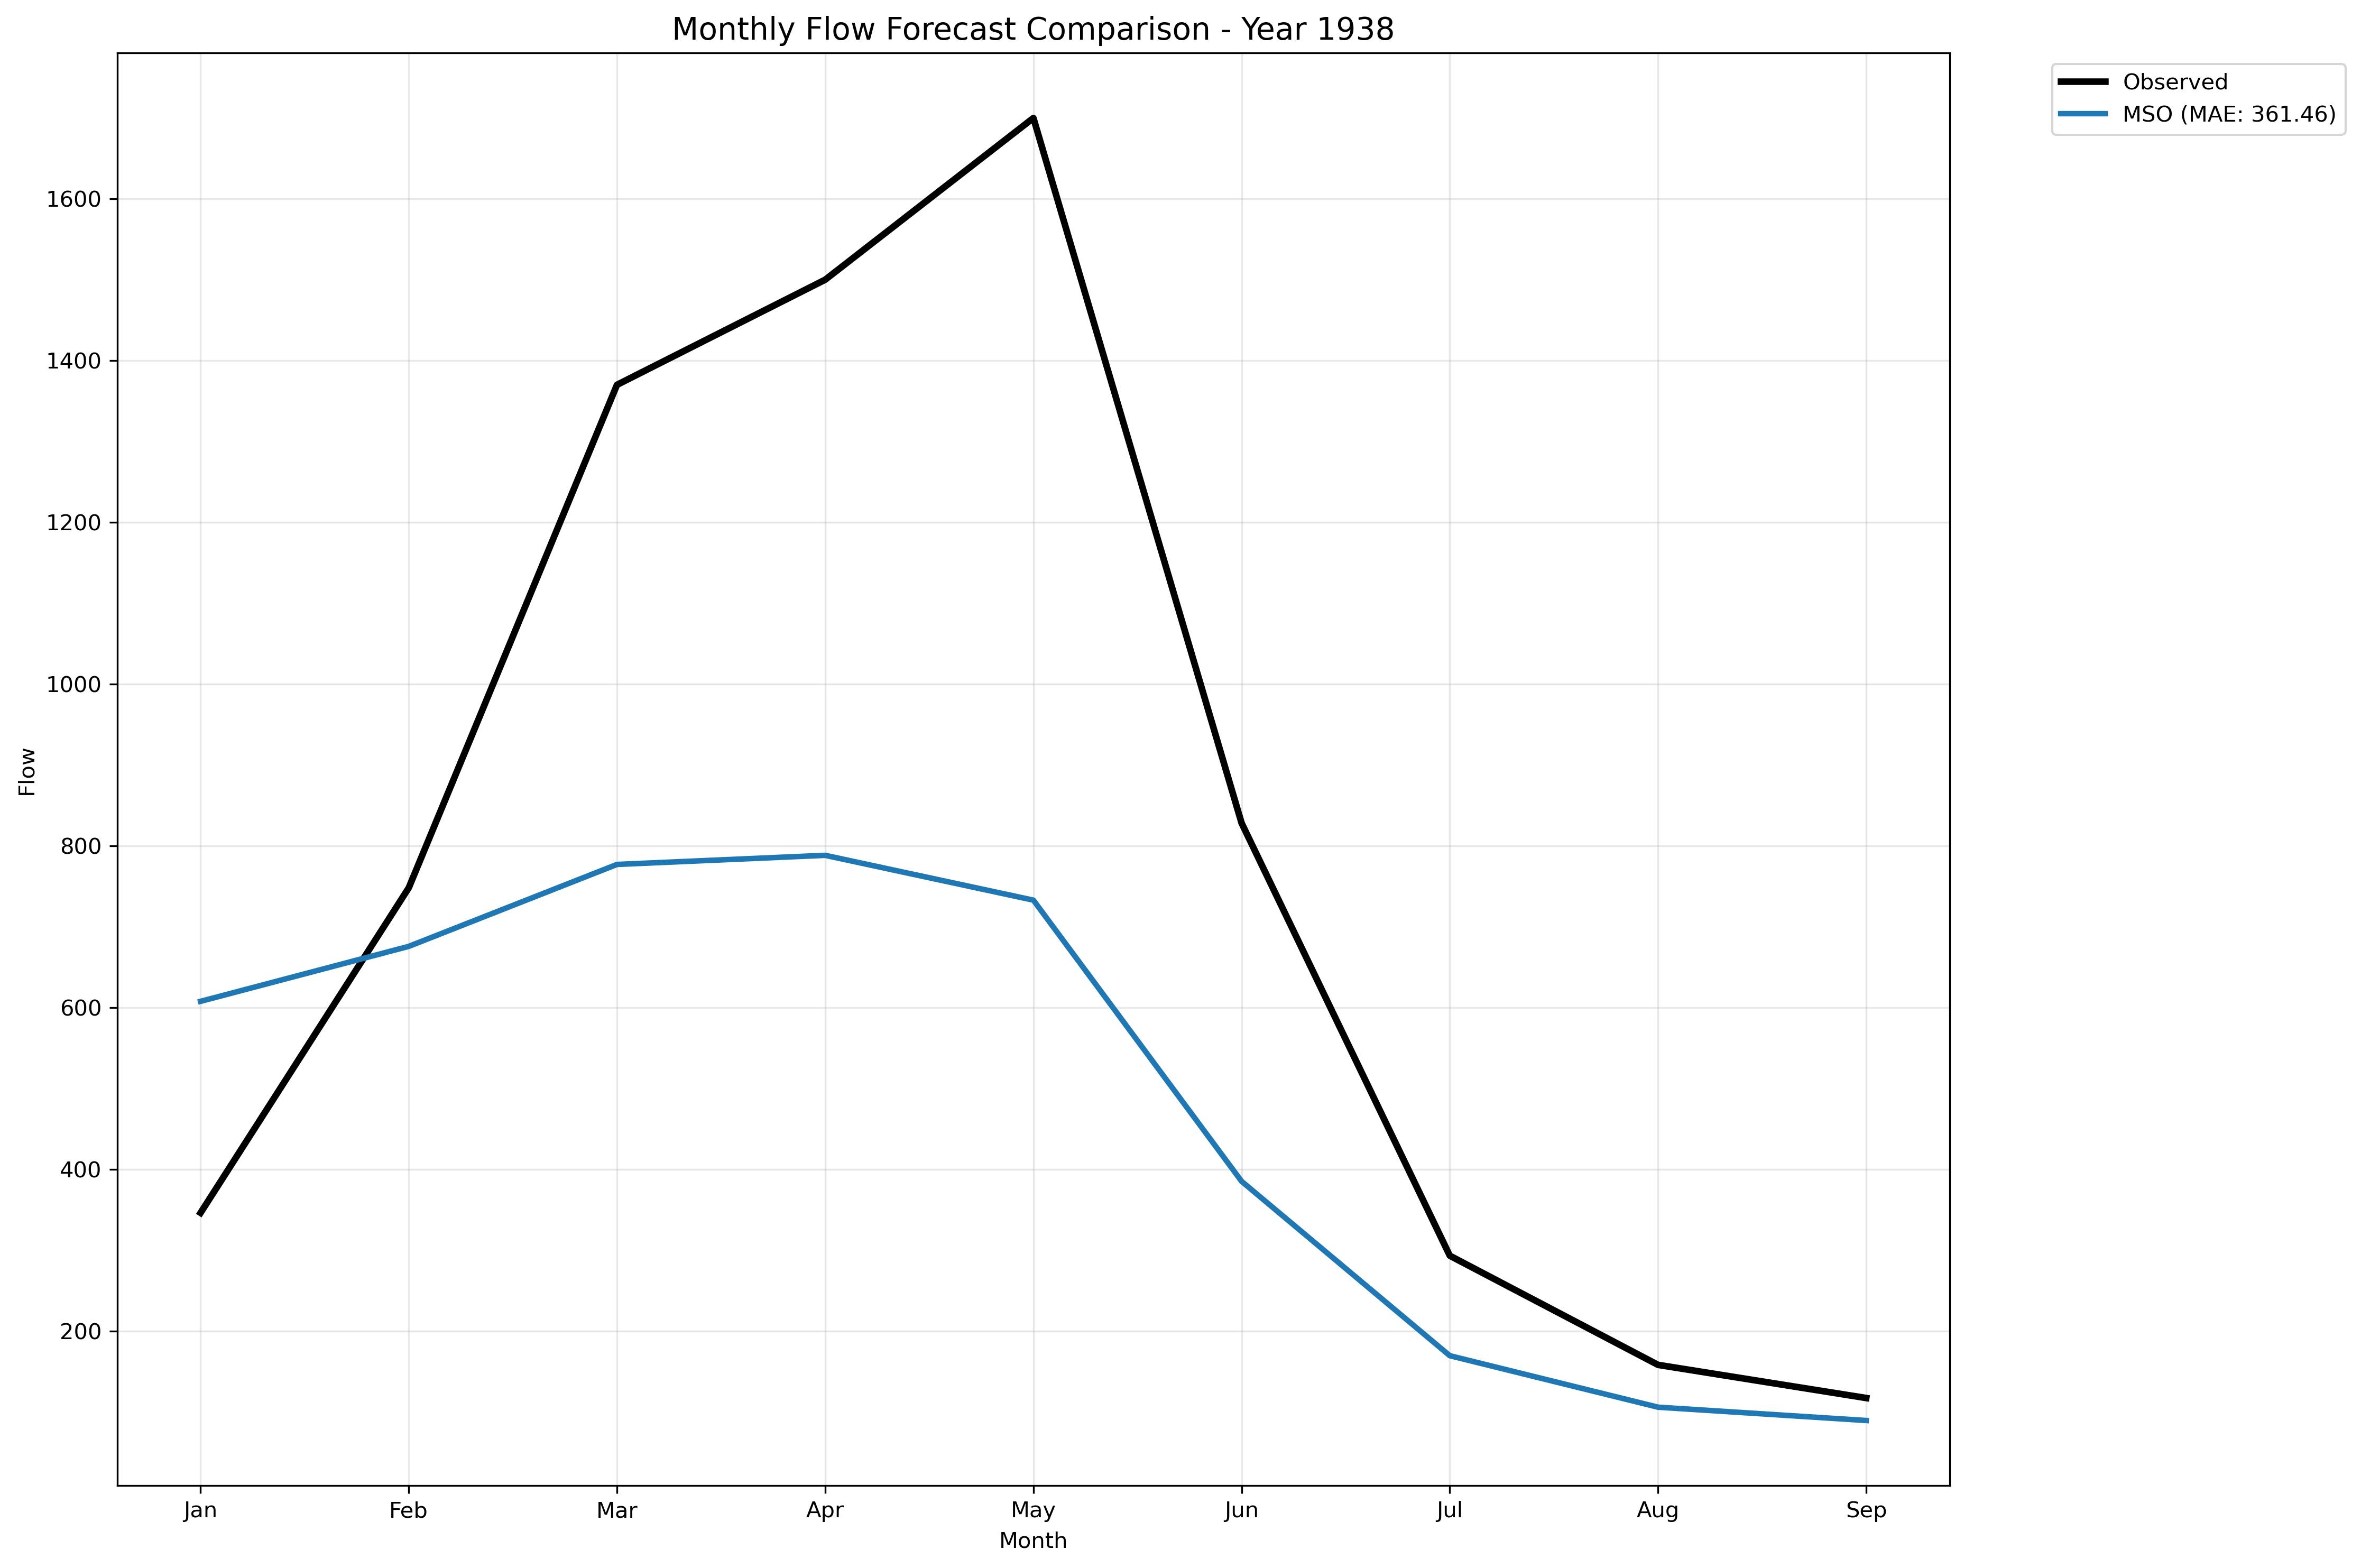 Monthly Flow Forecast Comparison - Year 1938
Observed
MSO (MAE: 361.46)
Flow
1600
1400
1200
1000
800
600
400
200
Jan Feb Mar Apr May Jun Jul Aug Sep
Month